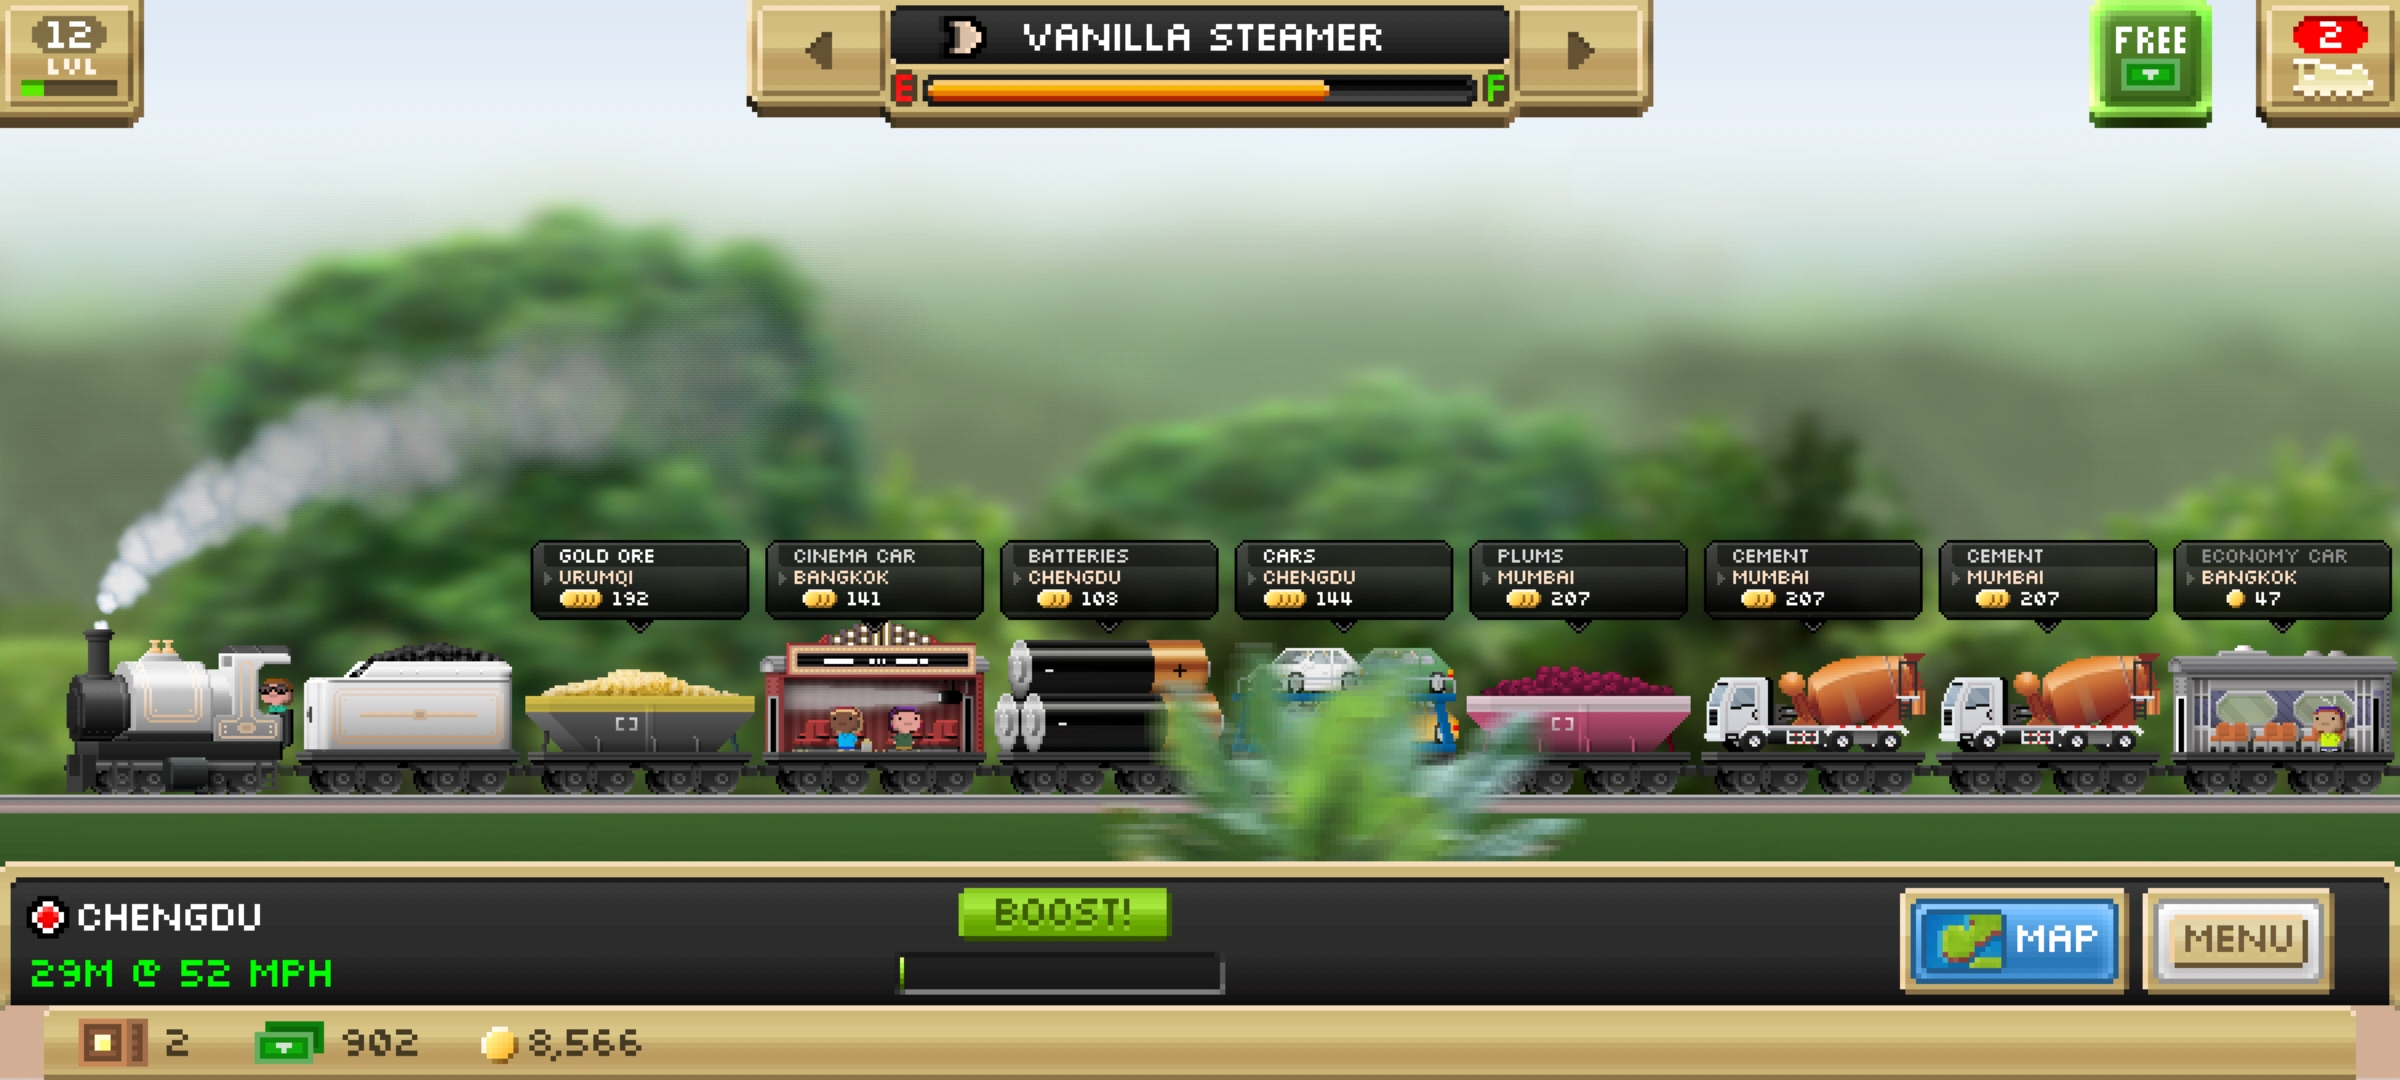 12
LVL
VANILLA STEAMER
E F
FREE
2
GOLD ORE
URUMQI
192
CINEMA CAR
BANGKOK
141
BATTERIES
CHENGDU
108
CARS
CHENGDU
144
PLUMS
MUMBAI
207
CEMENT
MUMBAI
207
CEMENT
MUMBAI
207
ECONOMY CAR
BANGKOK
47
CHENGDU
29M @ 52 MPH
BOOST!
MAP
MENU
2
902
8,566